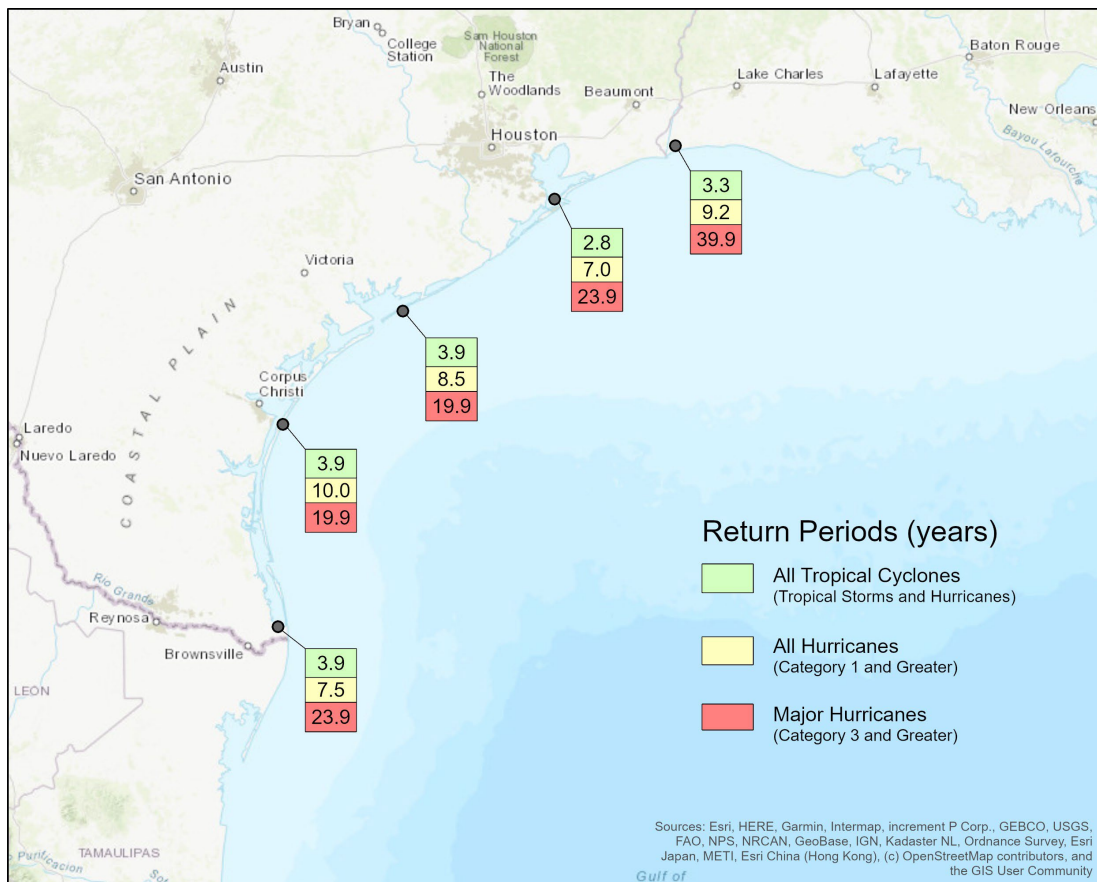 Bryan
College
Station
Sam Houston
National
Forest
Austin
The
Woodlands
Beaumont
Lake Charles
Lafayette
Baton Rouge
New Orleans
Bayou Lafourche
Houston
San Antonio
Victoria
COASTAL PLAIN
Corpus
Christi
Laredo
Nuevo Laredo
Rio Grande
Reynosa
Brownsville
LEÓN
TAMAULIPAS
Gulf of
3.3
9.2
39.9
2.8
7.0
23.9
3.9
8.5
19.9
3.9
10.0
19.9
3.9
7.5
23.9
Return Periods (years)
All Tropical Cyclones
(Tropical Storms and Hurricanes)
All Hurricanes
(Category 1 and Greater)
Major Hurricanes
(Category 3 and Greater)
Sources: Esri, HERE, Garmin, Intermap, increment P Corp., GEBCO, USGS,
FAO, NPS, NRCAN, GeoBase, IGN, Kadaster NL, Ordnance Survey, Esri
Japan, METI, Esri China (Hong Kong), (c) OpenStreetMap contributors, and
the GIS User Community